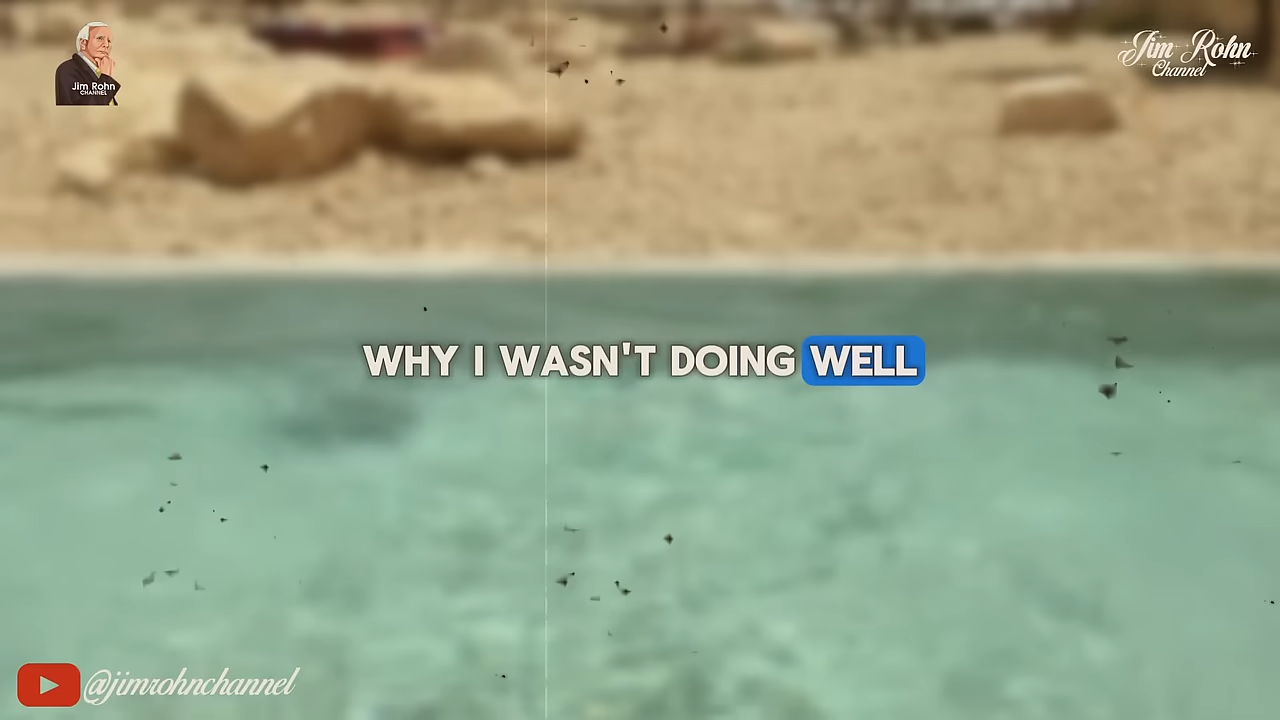 Jim Rohn
CHANNEL
Jim Rohn
Channel
WHY I WASN'T DOING WELL
@jimrohnchannel